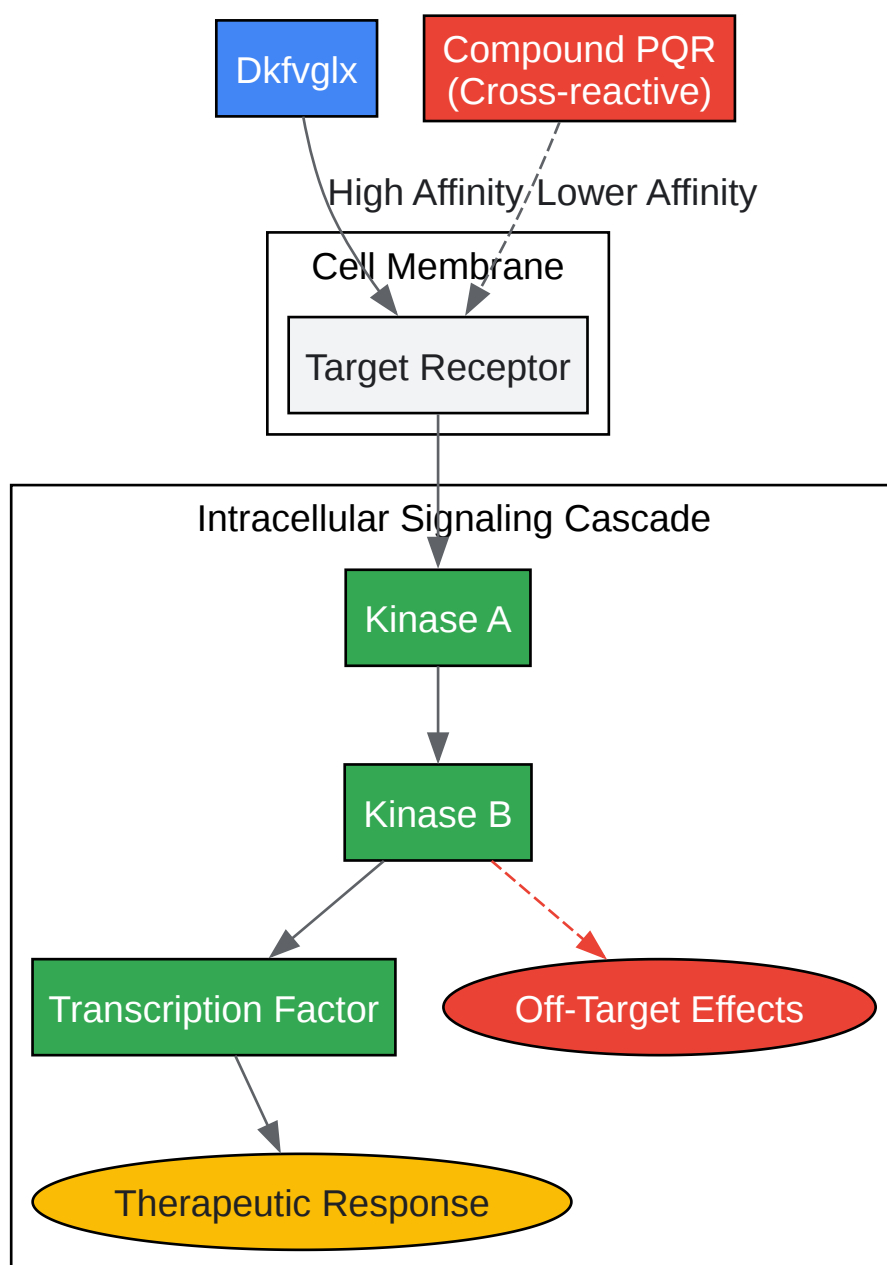 Dkfvglx
Compound PQR
(Cross-reactive)
High Affinity
Lower Affinity
Cell Membrane
Target Receptor
Intracellular Signaling Cascade
Kinase A
Kinase B
Transcription Factor
Off-Target Effects
Therapeutic Response